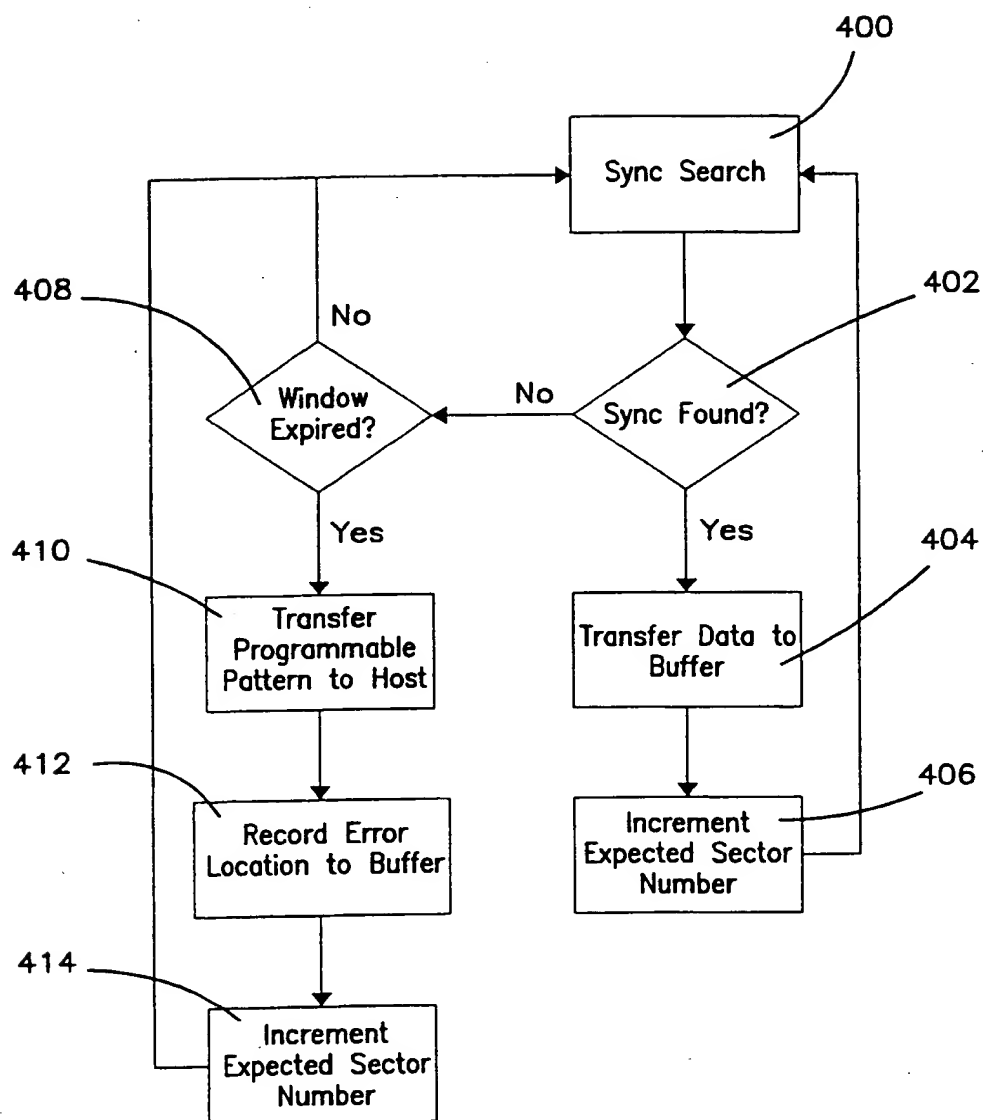 400
Sync Search
408
402
No
Window
Expired?
No
Sync Found?
Yes
Yes
410
404
Transfer
Programmable
Pattern to Host
Transfer Data to
Buffer
412
406
Record Error
Location to Buffer
Increment
Expected Sector
Number
414
Increment
Expected Sector
Number